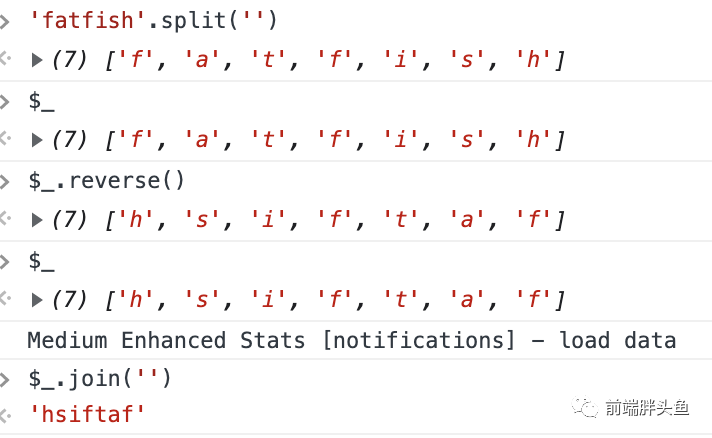 > 'fatfish'.split('')
<· ▶(7) ['f', 'a', 't', 'f', 'i', 's', 'h']
> $_
<· ▶(7) ['f', 'a', 't', 'f', 'i', 's', 'h']
> $_.reverse()
<· ▶(7) ['h', 's', 'i', 'f', 't', 'a', 'f']
> $_
<· ▶(7) ['h', 's', 'i', 'f', 't', 'a', 'f']
Medium Enhanced Stats [notifications] - load data
> $_.join('')
<· 'hsiftaf'
前端胖头鱼